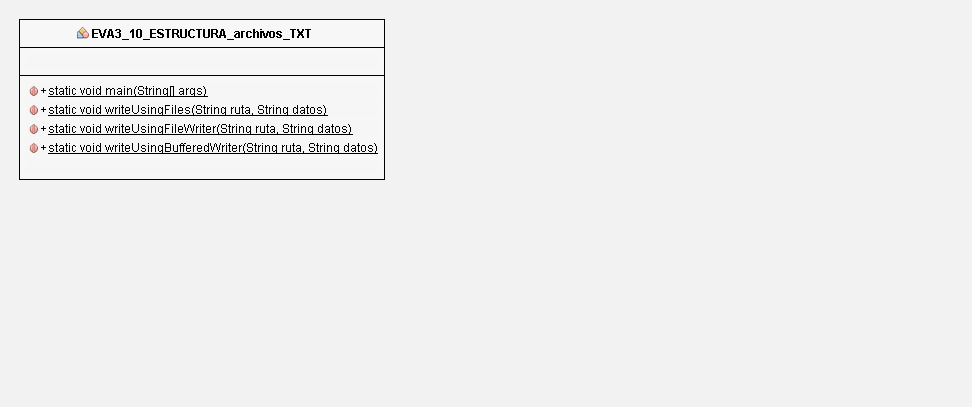 EVA3_10_ESTRUCTURA_archivos_TXT
+static void main(String[] args)
+static void writeUsingFiles(String ruta, String datos)
+static void writeUsingFileWriter(String ruta, String datos)
+static void writeUsingBufferedWriter(String ruta, String datos)